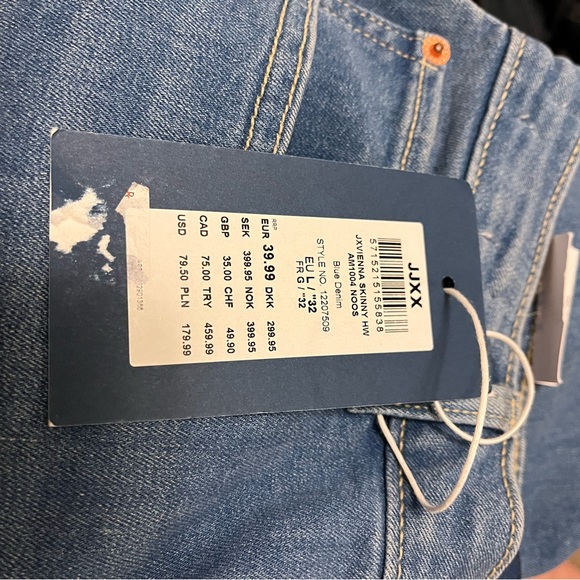 JJXX
5715215155838
JXVIENNA SKINNY HW
AM1004 NOOS
Blue Denim
STYLE NO. 12207509
EU L / "32
FR G / "32
RRP
EUR 39.99 DKK 299.95
SEK 399.95 NOK 399.95
GBP 35.00 CHF 49.90
CAD 75.00 TRY 459.99
USD 79.50 PLN 179.99